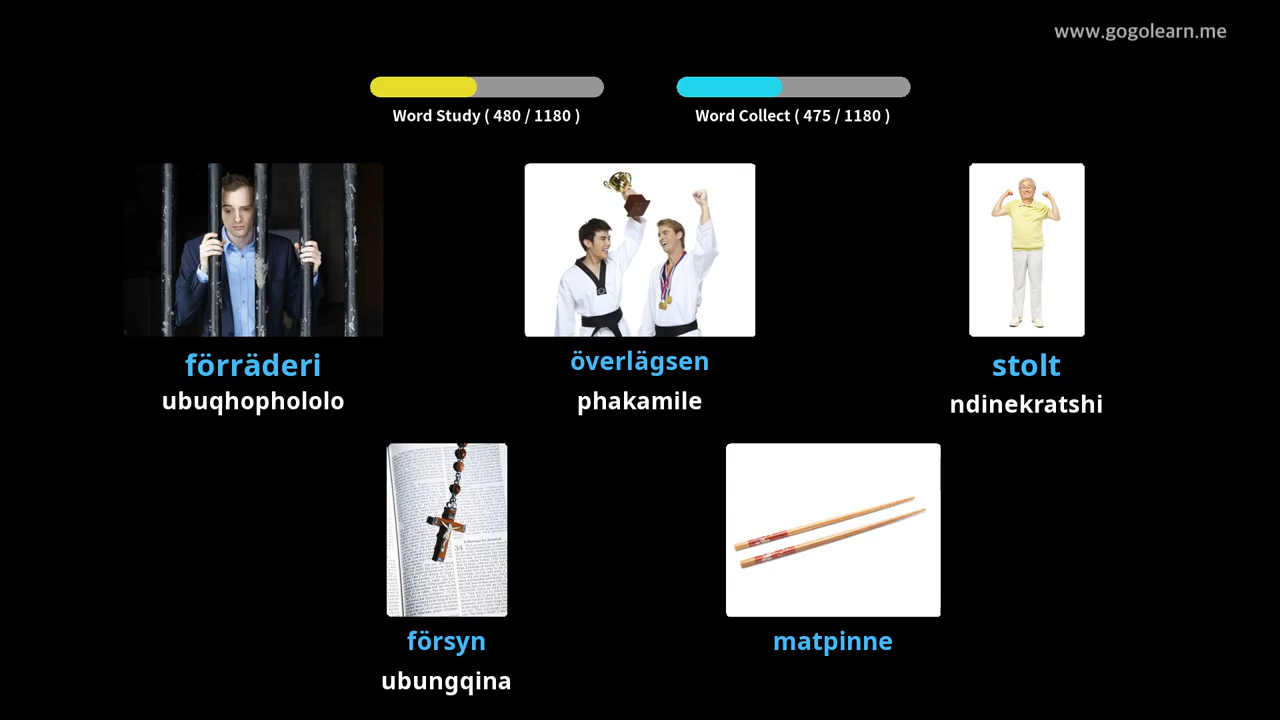 www.gogolearn.me
Word Study ( 480 / 1180 )
Word Collect ( 475 / 1180 )
förräderi
ubuqhophololo
överlägsen
phakamile
stolt
ndinekratshi
34
försyn
ubungqina
matpinne